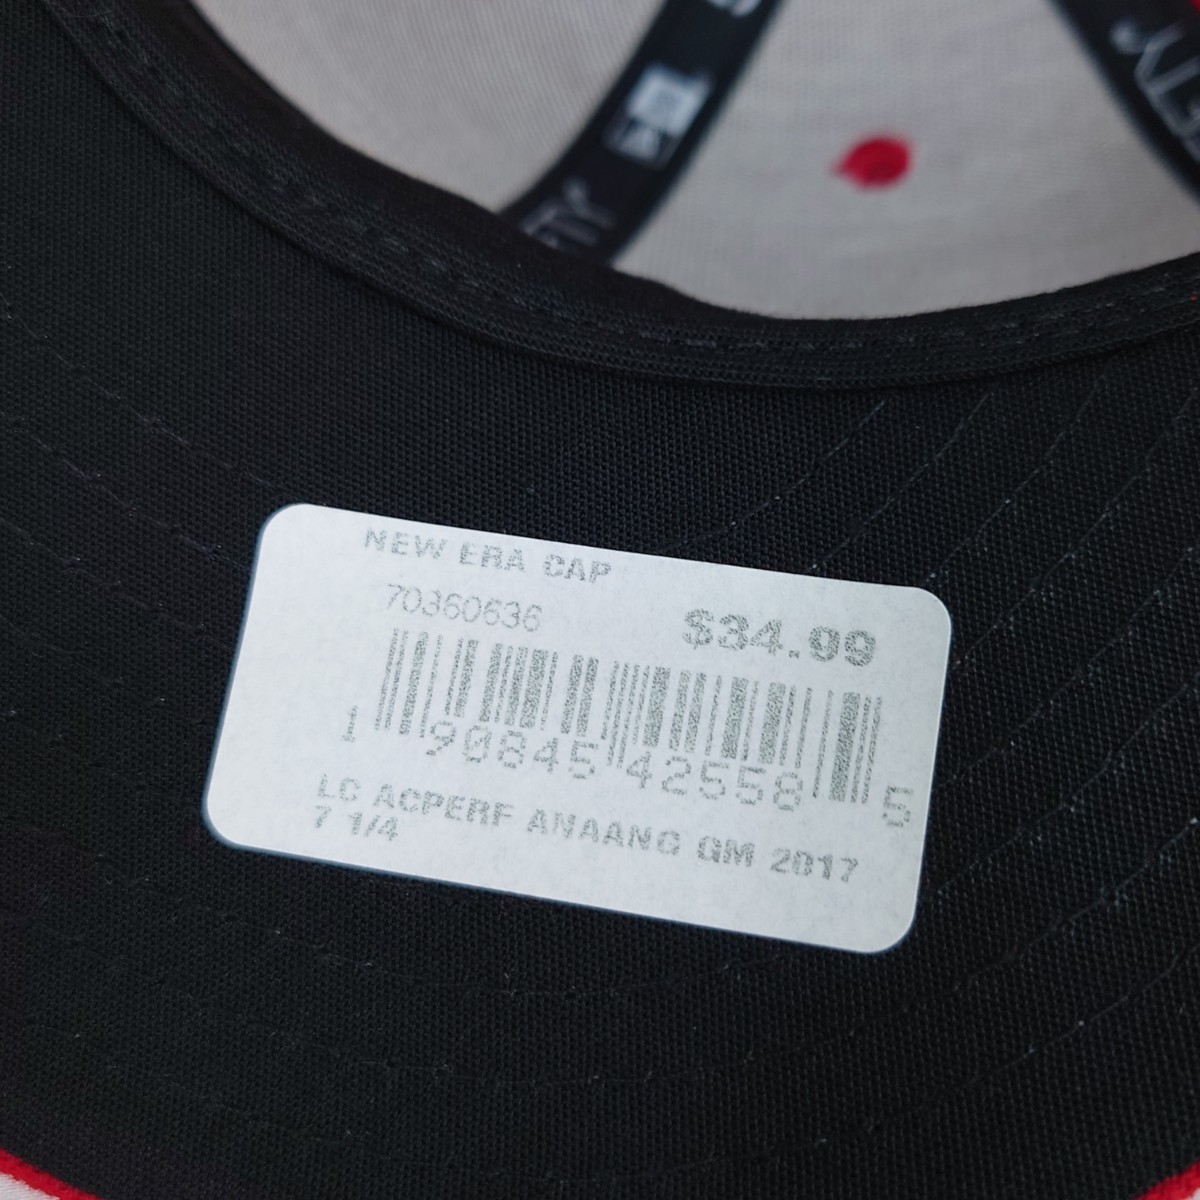 NEW ERA CAP
70360636
$34.99
1 90845 42558 5
LC ACPERF ANAANG GM 2017
7 1/4